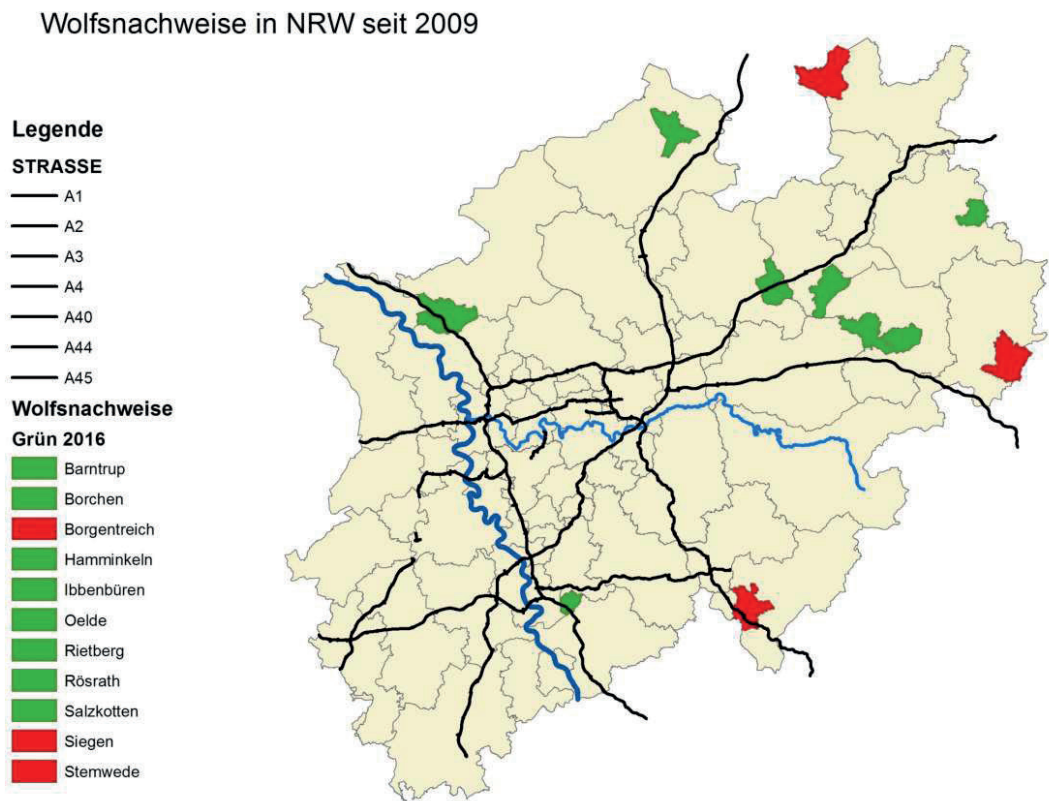 Wolfsnachweise in NRW seit 2009
Legende
STRASSE
A1
A2
A3
A4
A40
A44
A45
Wolfsnachweise
Grün 2016
Barntrup
Borchen
Borgentreich
Hamminkeln
Ibbenbüren
Oelde
Rietberg
Rösrath
Salzkotten
Siegen
Stemwede